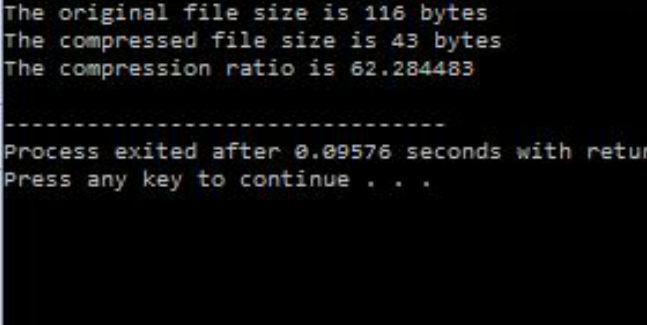 The original file size is 116 bytes
The compressed file size is 43 bytes
The compression ratio is 62.284483
--------------------------------
Process exited after 0.09576 seconds with retur
Press any key to continue . . .